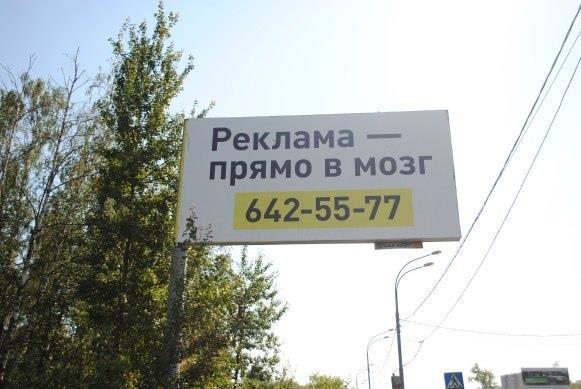 Реклама —
прямо в мозг
642-55-77